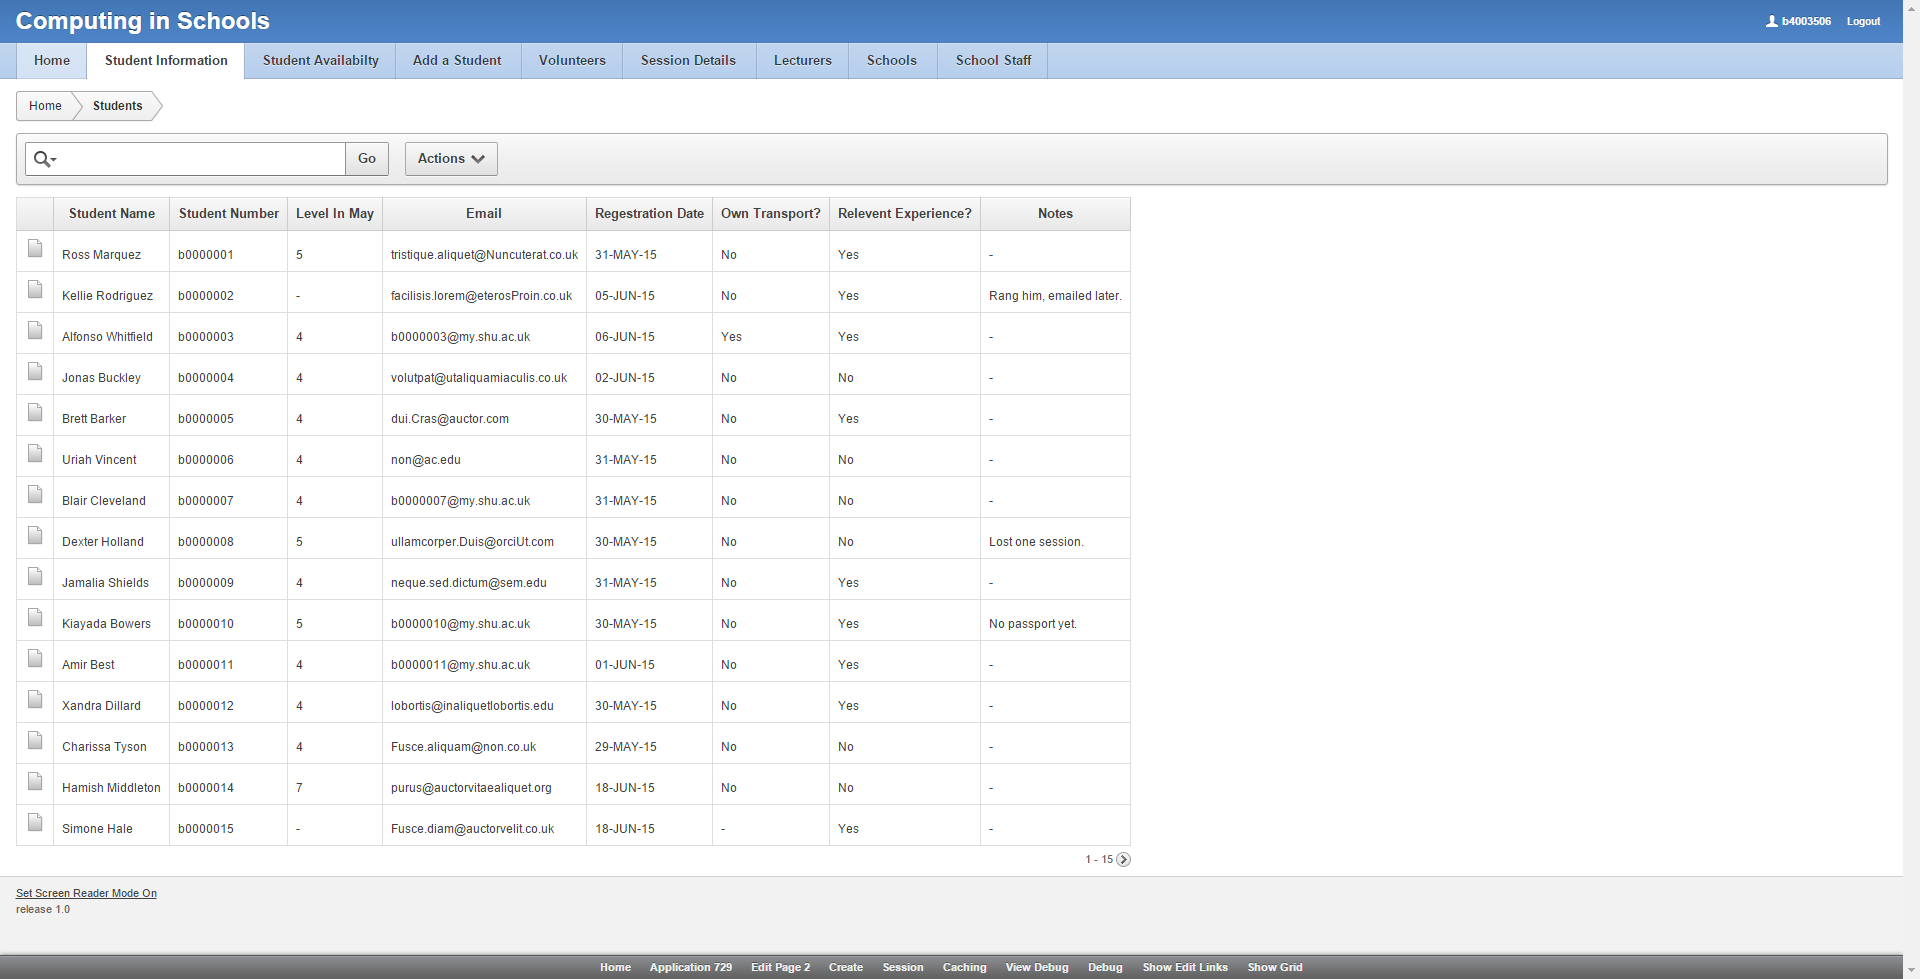 Computing in Schools
b4003506 Logout
Home Student Information Student Availabilty Add a Student Volunteers Session Details Lecturers Schools School Staff
Home Students
Go Actions
Student Name Student Number Level In May Email Regestration Date Own Transport? Relevent Experience? Notes
Ross Marquez b0000001 5 tristique.aliquet@Nuncuterat.co.uk 31-MAY-15 No Yes -
Kellie Rodriguez b0000002 - facilisis.lorem@eterosProin.co.uk 05-JUN-15 No Yes Rang him, emailed later.
Alfonso Whitfield b0000003 4 b0000003@my.shu.ac.uk 06-JUN-15 Yes Yes -
Jonas Buckley b0000004 4 volutpat@utaliquamiaculis.co.uk 02-JUN-15 No No -
Brett Barker b0000005 4 dui.Cras@auctor.com 30-MAY-15 No Yes -
Uriah Vincent b0000006 4 non@ac.edu 31-MAY-15 No No -
Blair Cleveland b0000007 4 b0000007@my.shu.ac.uk 31-MAY-15 No No -
Dexter Holland b0000008 5 ullamcorper.Duis@orciUt.com 30-MAY-15 No No Lost one session.
Jamalia Shields b0000009 4 neque.sed.dictum@sem.edu 31-MAY-15 No Yes -
Kiayada Bowers b0000010 5 b0000010@my.shu.ac.uk 30-MAY-15 No Yes No passport yet.
Amir Best b0000011 4 b0000011@my.shu.ac.uk 01-JUN-15 No Yes -
Xandra Dillard b0000012 4 lobortis@inaliquetlobortis.edu 30-MAY-15 No Yes -
Charissa Tyson b0000013 4 Fusce.aliquam@non.co.uk 29-MAY-15 No No -
Hamish Middleton b0000014 7 purus@auctorvitaealiquet.org 18-JUN-15 No No -
Simone Hale b0000015 - Fusce.diam@auctorvelit.co.uk 18-JUN-15 - Yes -
1 - 15
Set Screen Reader Mode On
release 1.0
Home Application 729 Edit Page 2 Create Session Caching View Debug Debug Show Edit Links Show Grid